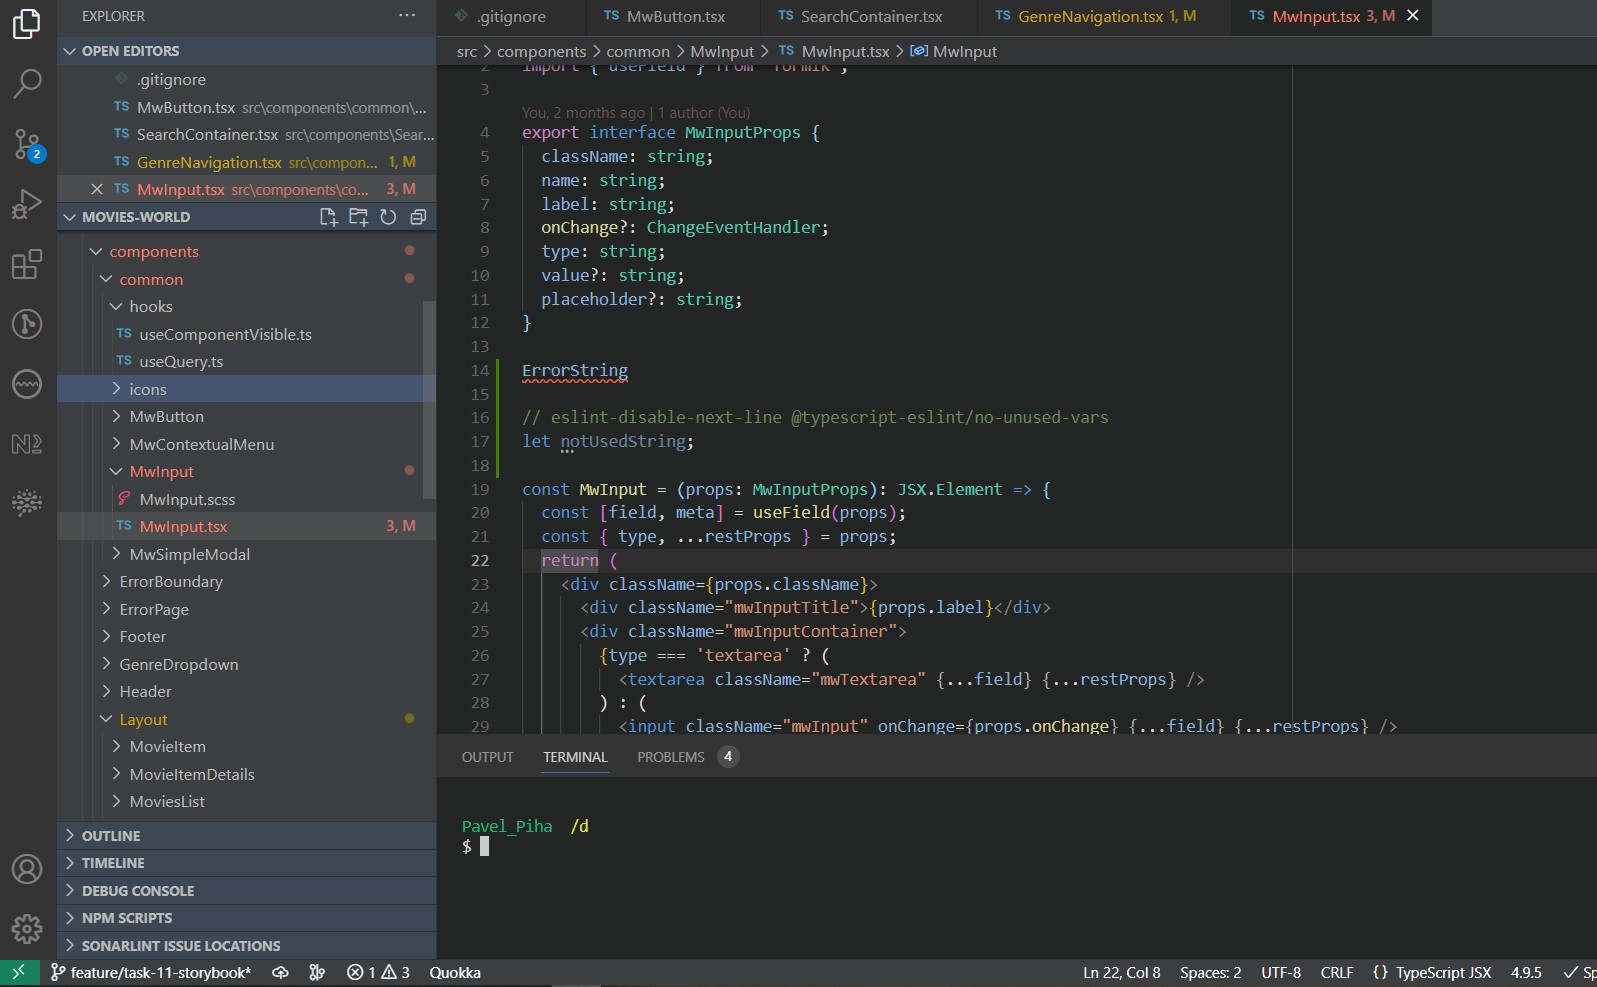 EXPLORER
OPEN EDITORS
.gitignore
TS MwButton.tsx src\components\common\...
TS SearchContainer.tsx src\components\Sear...
TS GenreNavigation.tsx src\compon... 1, M
TS MwInput.tsx src\components\co... 3, M
MOVIES-WORLD
components
common
hooks
TS useComponentVisible.ts
TS useQuery.ts
icons
MwButton
MwContextualMenu
MwInput
MwInput.scss
TS MwInput.tsx 3, M
MwSimpleModal
ErrorBoundary
ErrorPage
Footer
GenreDropdown
Header
Layout
MovieItem
MovieItemDetails
MoviesList
OUTLINE
TIMELINE
DEBUG CONSOLE
NPM SCRIPTS
SONARLINT ISSUE LOCATIONS
2
.gitignore TS MwButton.tsx TS SearchContainer.tsx TS GenreNavigation.tsx 1, M TS MwInput.tsx 3, M
src > components > common > MwInput > TS MwInput.tsx > MwInput
2 import { useField } from 'formik';
3
You, 2 months ago | 1 author (You)
4 export interface MwInputProps {
5 className: string;
6 name: string;
7 label: string;
8 onChange?: ChangeEventHandler;
9 type: string;
10 value?: string;
11 placeholder?: string;
12 }
13
14 ErrorString
15
16 // eslint-disable-next-line @typescript-eslint/no-unused-vars
17 let notUsedString;
18
19 const MwInput = (props: MwInputProps): JSX.Element => {
20 const [field, meta] = useField(props);
21 const { type, ...restProps } = props;
22 return (
23 <div className={props.className}>
24 <div className="mwInputTitle">{props.label}</div>
25 <div className="mwInputContainer">
26 {type === 'textarea' ? (
27 <textarea className="mwTextarea" {...field} {...restProps} />
28 ) : (
29 <input className="mwInput" onChange={props.onChange} {...field} {...restProps} />
OUTPUT TERMINAL PROBLEMS 4
Pavel_Piha /d
$
feature/task-11-storybook* 1 3 Quokka Ln 22, Col 8 Spaces: 2 UTF-8 CRLF {} TypeScript JSX 4.9.5 Sp